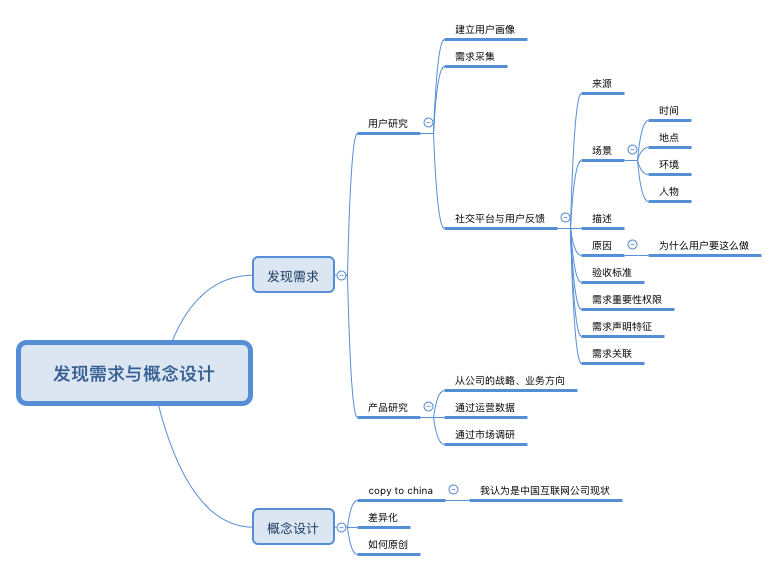 发现需求与概念设计
发现需求
用户研究
建立用户画像
需求采集
社交平台与用户反馈
来源
场景
时间
地点
环境
人物
描述
原因
为什么用户要这么做
验收标准
需求重要性权限
需求声明特征
需求关联
产品研究
从公司的战略、业务方向
通过运营数据
通过市场调研
概念设计
copy to china
我认为是中国互联网公司现状
差异化
如何原创